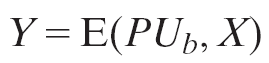 Y = E(PU_b, X)